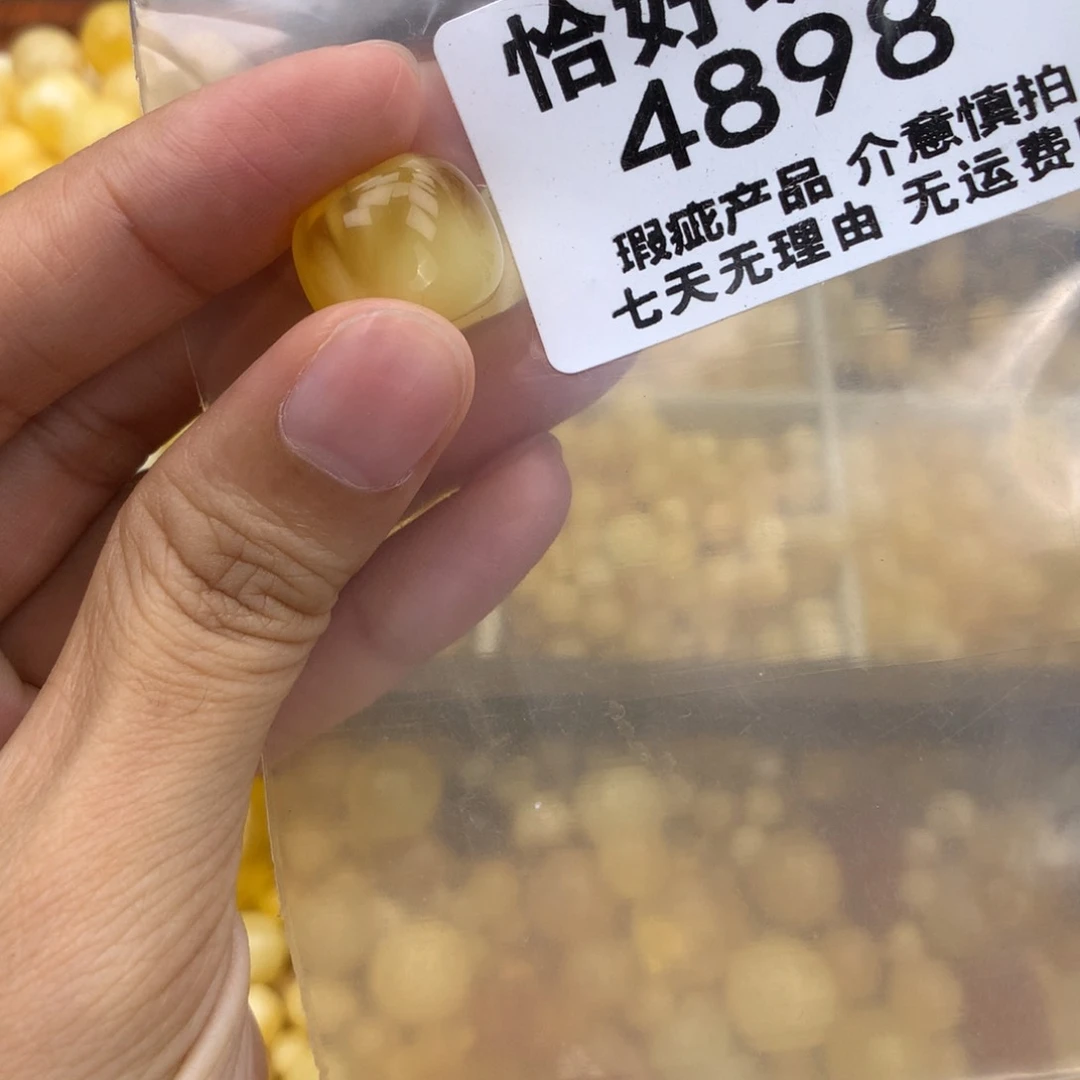 恰好
4898
瑕疵产品 介意慎拍
七天无理由 无运费